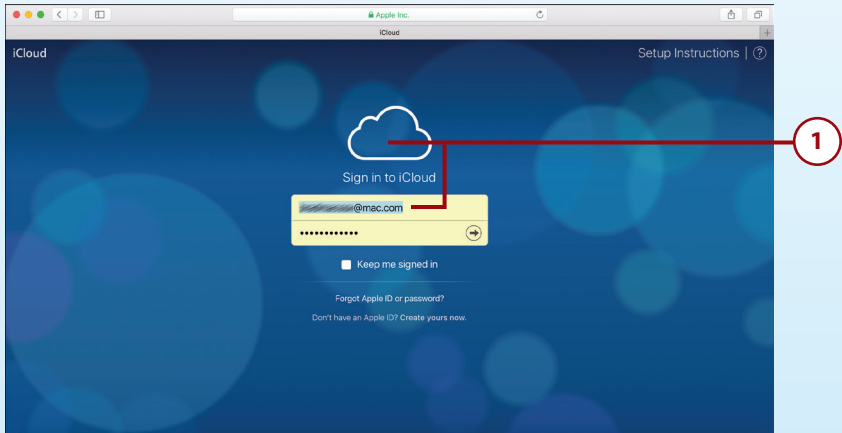 Apple Inc.
iCloud
iCloud
Setup Instructions | ?
1
Sign in to iCloud
@mac.com
••••••••••••
Keep me signed in
Forgot Apple ID or password?
Don't have an Apple ID? Create yours now.